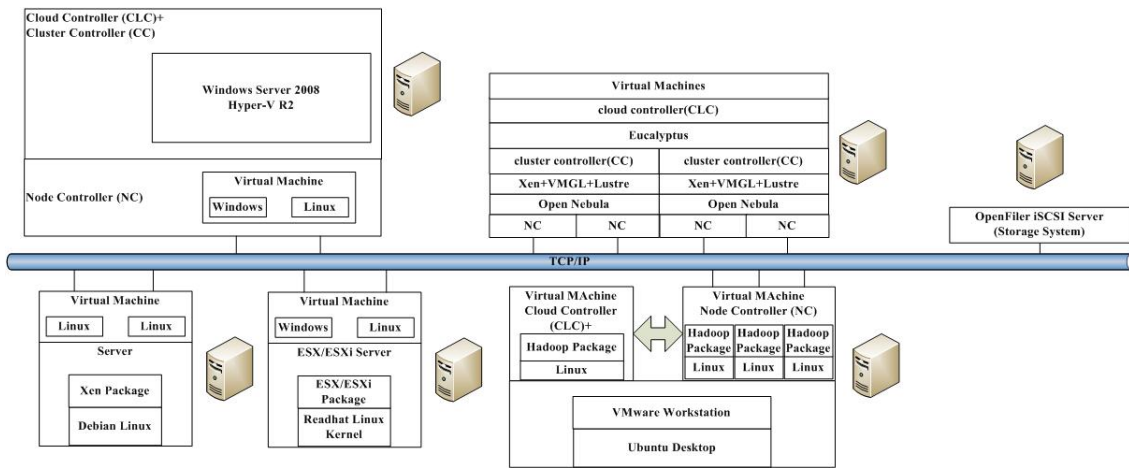 Cloud Controller (CLC)+
Cluster Controller (CC)
Windows Server 2008
Hyper-V R2
Node Controller (NC)
Virtual Machine
Windows
Linux
Virtual Machines
cloud controller(CLC)
Eucalyptus
cluster controller(CC)
cluster controller(CC)
Xen+VMGL+Lustre
Xen+VMGL+Lustre
Open Nebula
Open Nebula
NC
NC
NC
NC
OpenFiler iSCSI Server
(Storage System)
TCP/IP
Virtual Machine
Linux
Linux
Server
Xen Package
Debian Linux
Virtual Machine
Windows
Linux
ESX/ESXi Server
ESX/ESXi
Package
Readhat Linux
Kernel
Virtual MAchine
Cloud Controller
(CLC)+
Hadoop Package
Linux
Virtual MAchine
Node Controller (NC)
Hadoop
Package
Linux
Hadoop
Package
Linux
Hadoop
Package
Linux
VMware Workstation
Ubuntu Desktop